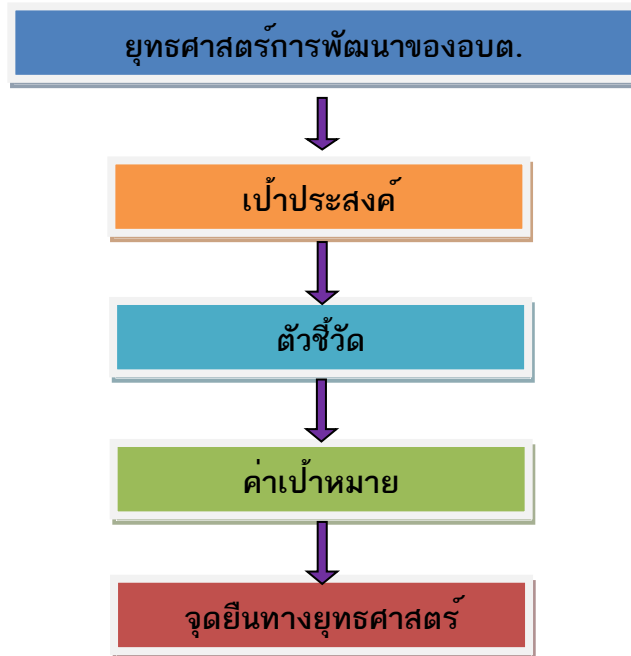 ยุทธศาสตร์การพัฒนาของอบต.
เป้าประสงค์
ตัวชี้วัด
ค่าเป้าหมาย
จุดยืนทางยุทธศาสตร์